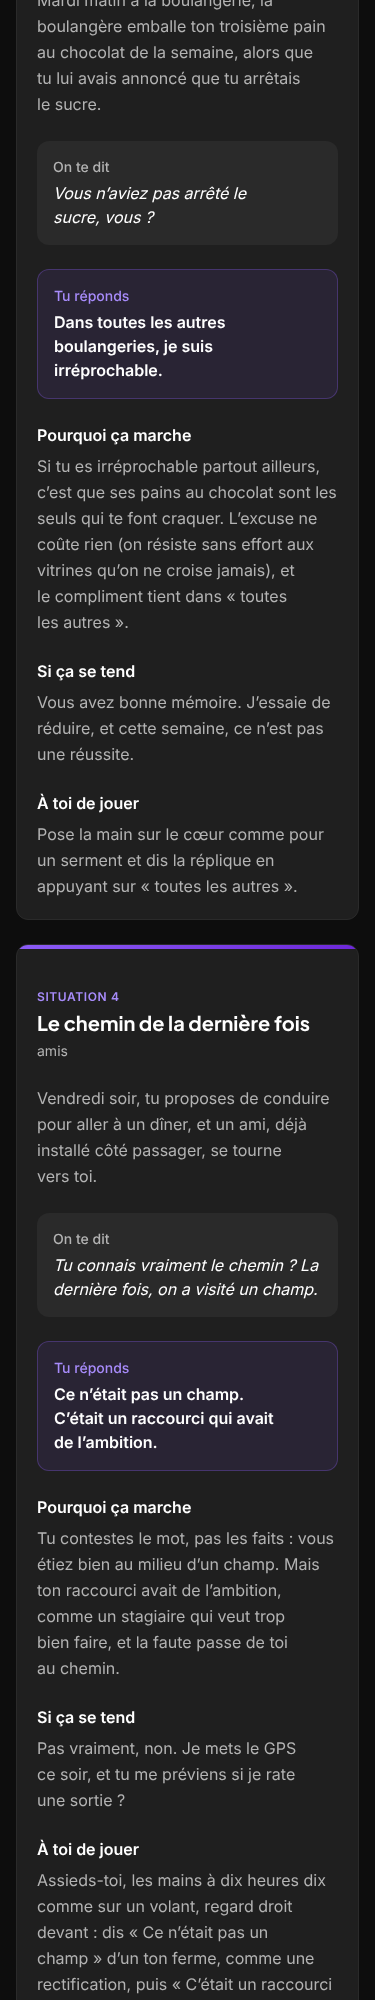 Mardi matin à la boulangerie, la
boulangère emballe ton troisième pain
au chocolat de la semaine, alors que
tu lui avais annoncé que tu arrêtais
le sucre.
On te dit
Vous n’aviez pas arrêté le
sucre, vous ?
Tu réponds
Dans toutes les autres
boulangeries, je suis
irréprochable.
Pourquoi ça marche
Si tu es irréprochable partout ailleurs,
c’est que ses pains au chocolat sont les
seuls qui te font craquer. L’excuse ne
coûte rien (on résiste sans effort aux
vitrines qu’on ne croise jamais), et
le compliment tient dans « toutes
les autres ».
Si ça se tend
Vous avez bonne mémoire. J’essaie de
réduire, et cette semaine, ce n’est pas
une réussite.
À toi de jouer
Pose la main sur le cœur comme pour
un serment et dis la réplique en
appuyant sur « toutes les autres ».
SITUATION 4
Le chemin de la dernière fois
amis
Vendredi soir, tu proposes de conduire
pour aller à un dîner, et un ami, déjà
installé côté passager, se tourne
vers toi.
On te dit
Tu connais vraiment le chemin ? La
dernière fois, on a visité un champ.
Tu réponds
Ce n’était pas un champ.
C’était un raccourci qui avait
de l’ambition.
Pourquoi ça marche
Tu contestes le mot, pas les faits : vous
étiez bien au milieu d’un champ. Mais
ton raccourci avait de l’ambition,
comme un stagiaire qui veut trop
bien faire, et la faute passe de toi
au chemin.
Si ça se tend
Pas vraiment, non. Je mets le GPS
ce soir, et tu me préviens si je rate
une sortie ?
À toi de jouer
Assieds-toi, les mains à dix heures dix
comme sur un volant, regard droit
devant : dis « Ce n’était pas un
champ » d’un ton ferme, comme une
rectification, puis « C’était un raccourci